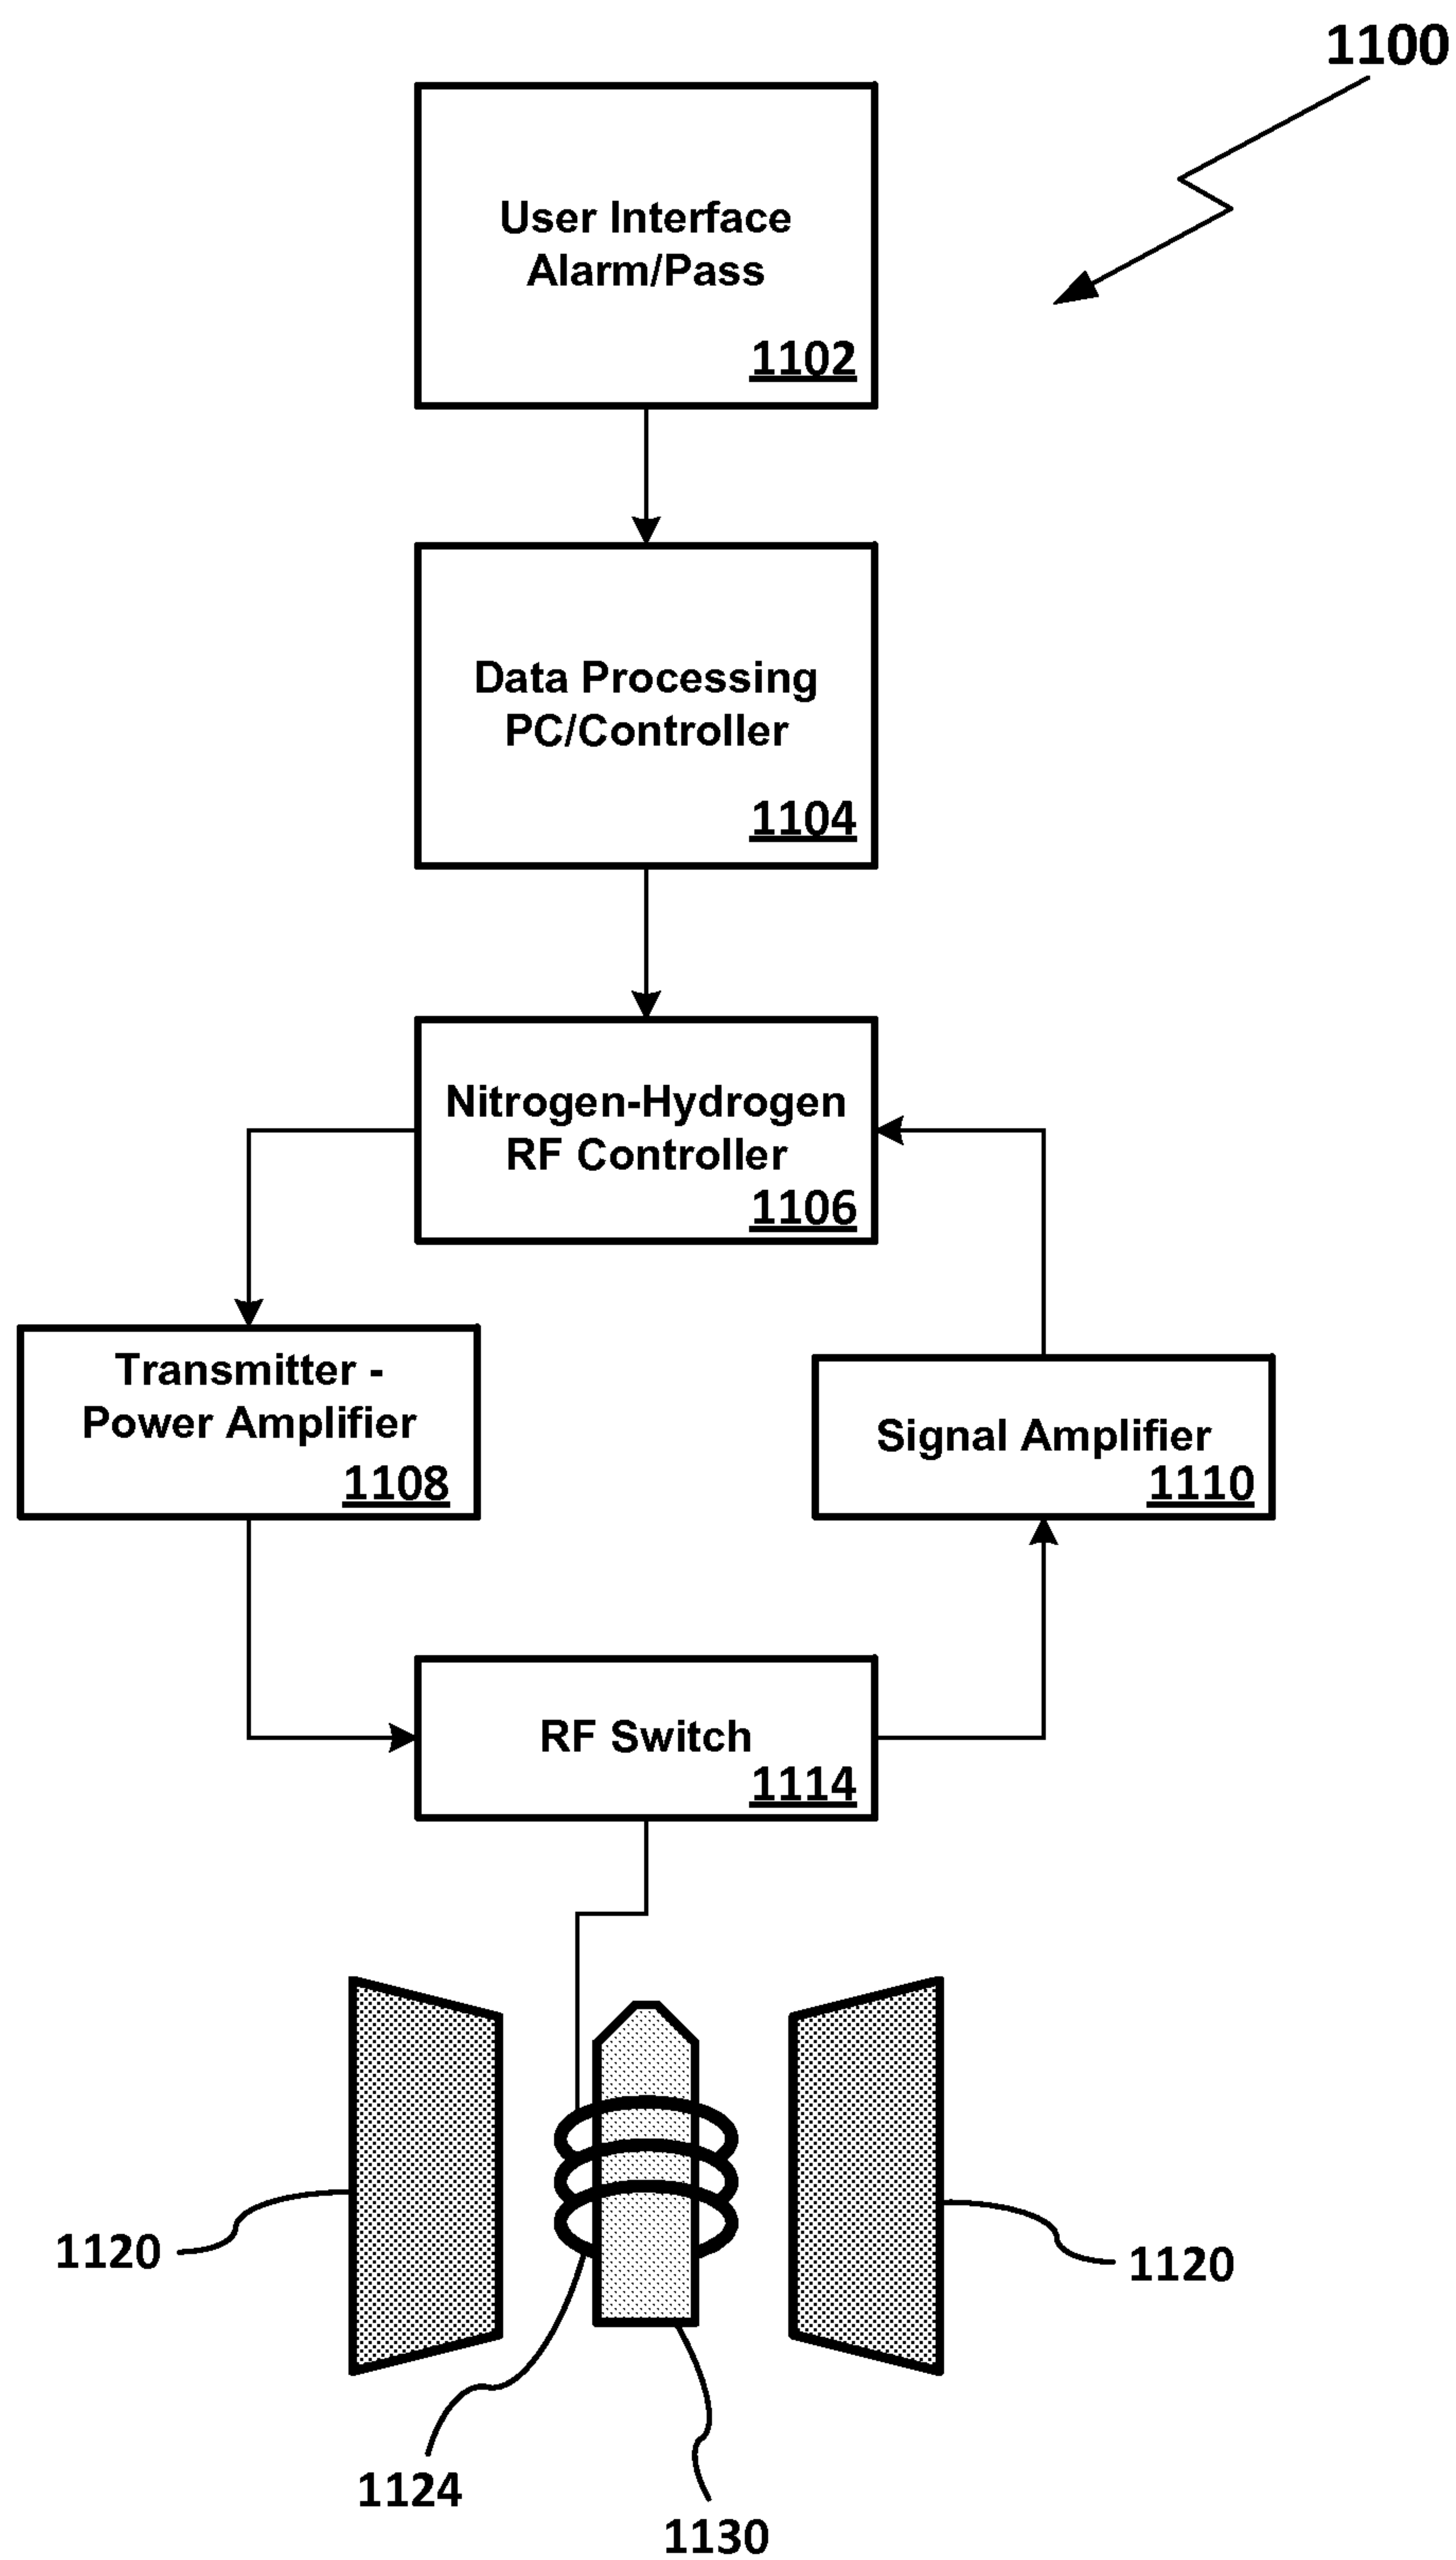 1100
User Interface
Alarm/Pass
1102
Data Processing
PC/Controller
1104
Nitrogen-Hydrogen
RF Controller
1106
Transmitter -
Power Amplifier
1108
Signal Amplifier
1110
RF Switch
1114
1120
1120
1124
1130